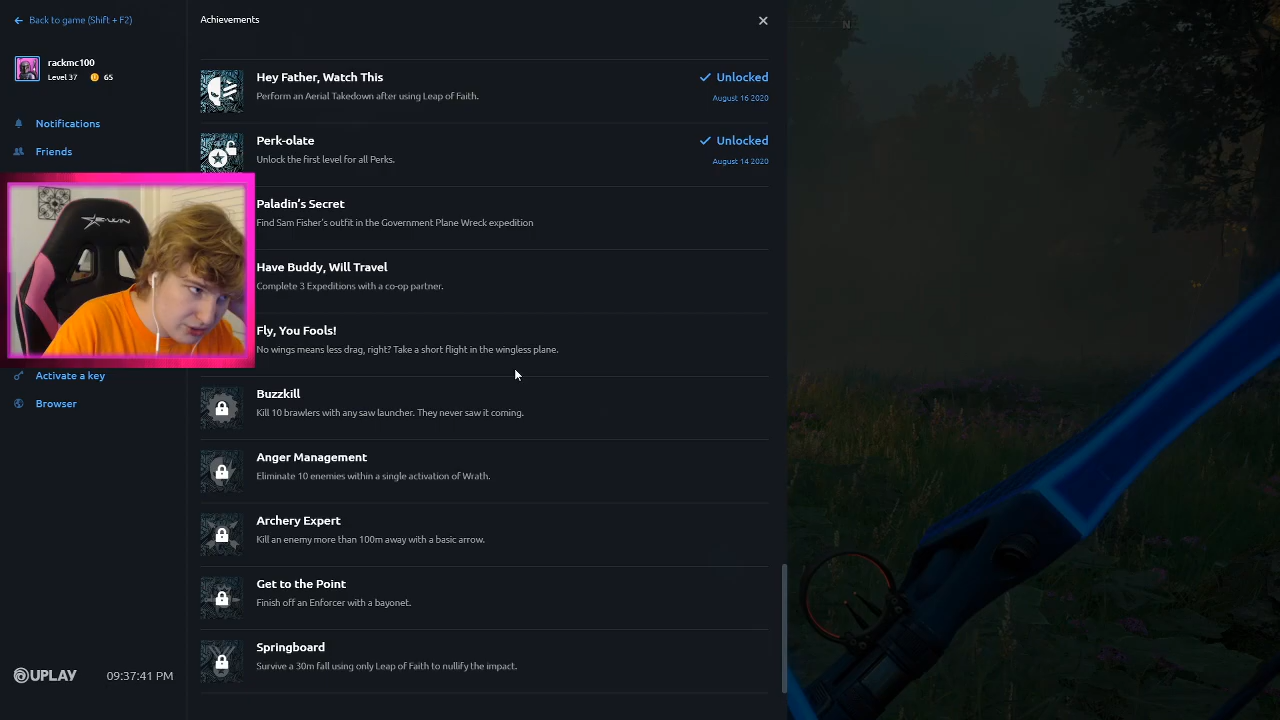 Back to game (Shift + F2)
Achievements
N
rackmc100
Level 37
65
Notifications
Friends
Activate a key
Browser
Hey Father, Watch This
Unlocked
Perform an Aerial Takedown after using Leap of Faith.
August 16 2020
Perk-olate
Unlocked
Unlock the first level for all Perks.
August 14 2020
Paladin's Secret
Find Sam Fisher's outfit in the Government Plane Wreck expedition
Have Buddy, Will Travel
Complete 3 Expeditions with a co-op partner.
Fly, You Fools!
No wings means less drag, right? Take a short flight in the wingless plane.
Buzzkill
Kill 10 brawlers with any saw launcher. They never saw it coming.
Anger Management
Eliminate 10 enemies within a single activation of Wrath.
Archery Expert
Kill an enemy more than 100m away with a basic arrow.
Get to the Point
Finish off an Enforcer with a bayonet.
Springboard
Survive a 30m fall using only Leap of Faith to nullify the impact.
UPLAY
09:37:41 PM